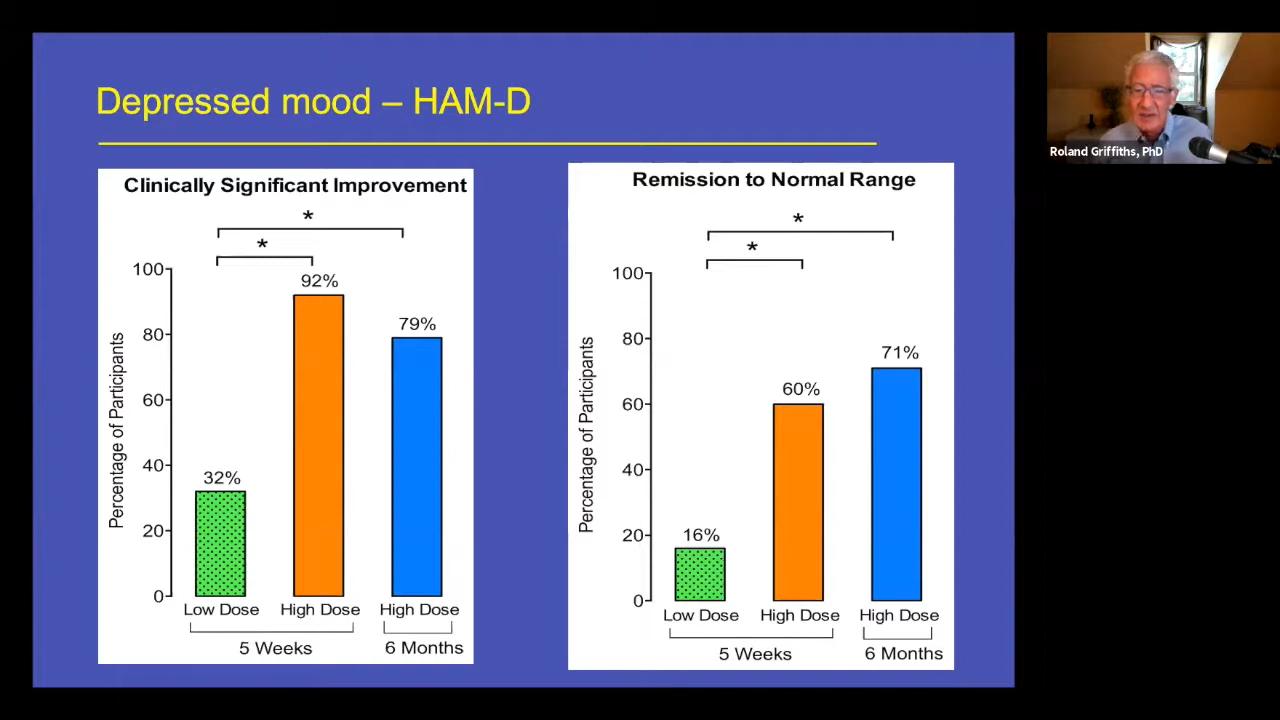 Depressed mood – HAM-D
Roland Griffiths, PhD
Clinically Significant Improvement
*
*
100
92%
80
79%
60
40
32%
20
0
Percentage of Participants
Low Dose High Dose High Dose
5 Weeks 6 Months
Remission to Normal Range
*
*
100
80
71%
60%
60
40
20
16%
0
Percentage of Participants
Low Dose High Dose High Dose
5 Weeks 6 Months